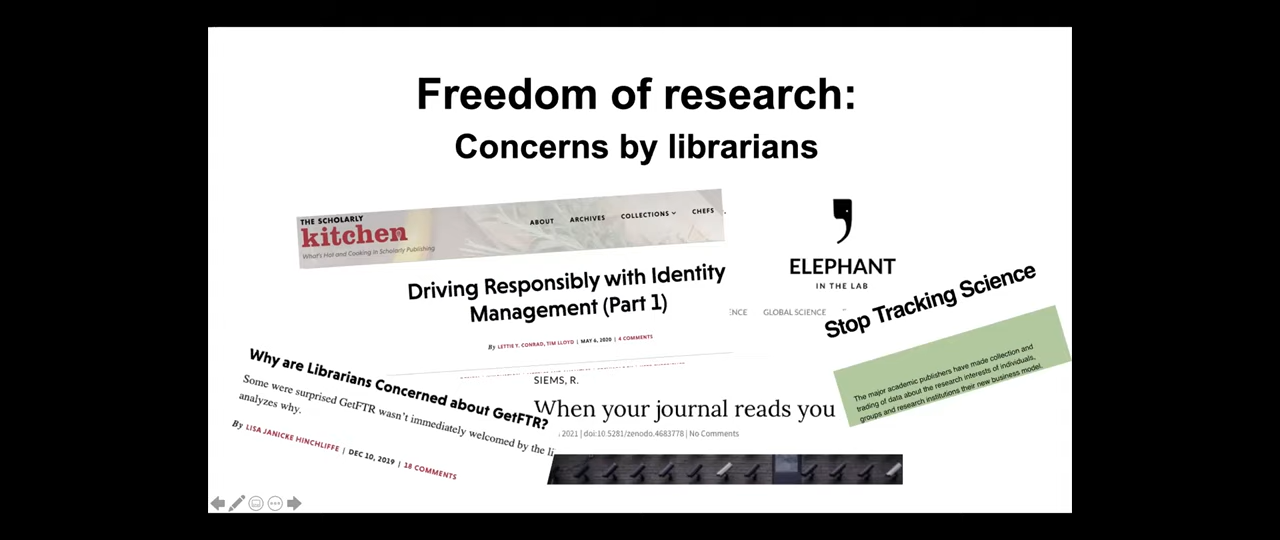 Freedom of research:
Concerns by librarians
THE SCHOLARLY
kitchen
What's Hot and Cooking in Scholarly Publishing
ABOUT ARCHIVES COLLECTIONS CHEFS
Driving Responsibly with Identity
Management (Part 1)
By LETTIE Y. CONRAD, TIM LLOYD | MAY 6, 2020 | 4 COMMENTS
ELEPHANT
IN THE LAB
ENCE GLOBAL SCIENCE
Stop Tracking Science
The major academic publishers have made collection and
trading of data about the research interests of individuals,
groups and research institutions their new business model.
Why are Librarians Concerned about GetFTR?
Some were surprised GetFTR wasn't immediately welcomed by the li
analyzes why.
By LISA JANICKE HINCHLIFFE | DEC 10, 2019 | 18 COMMENTS
SIEMS, R.
When your journal reads you
2021 | doi:10.5281/zenodo.4683778 | No Comments